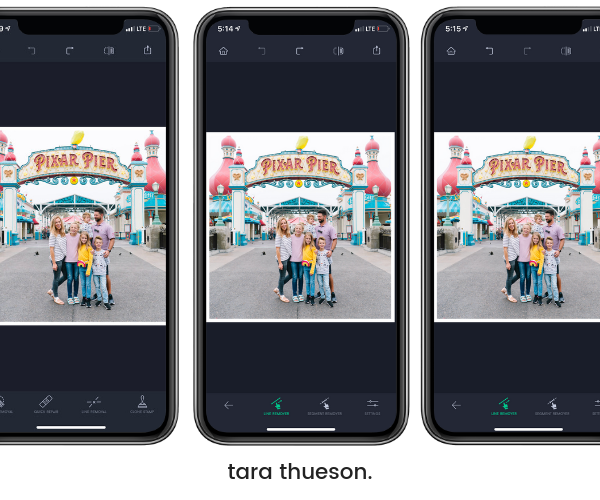 9 LTE
5:14 LTE
5:15 LTE
PIXAR PIER
PIXAR PIER
PIXAR PIER
QUICK REPAIR LINE REMOVAL CLONE STAMP
LINE REMOVER SEGMENT REMOVER SETTINGS
LINE REMOVER SEGMENT REMOVER
tara thueson.